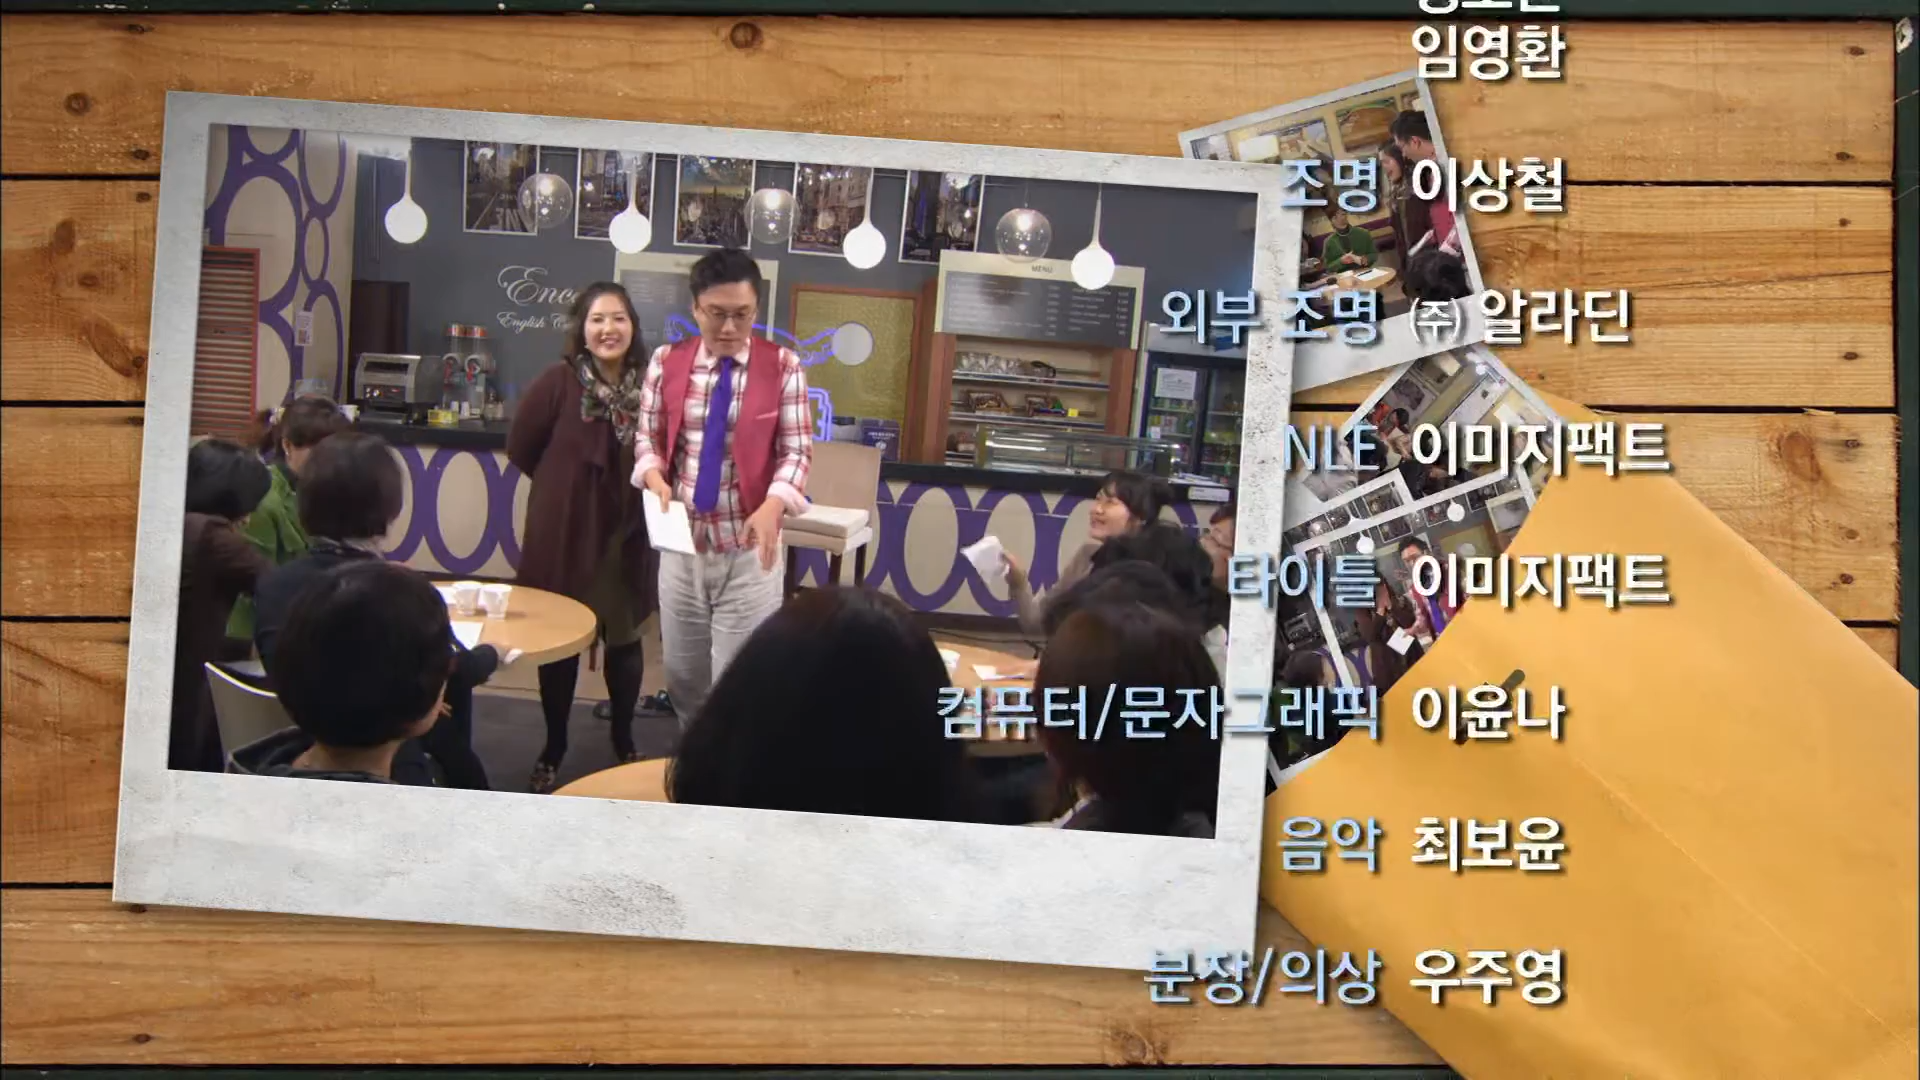 임영환
조명 이상철
외부 조명 ㈜ 알라딘
NLE 이미지팩트
타이틀 이미지팩트
컴퓨터/문자그래픽 이윤나
음악 최보윤
분장/의상 우주영
English
MENU